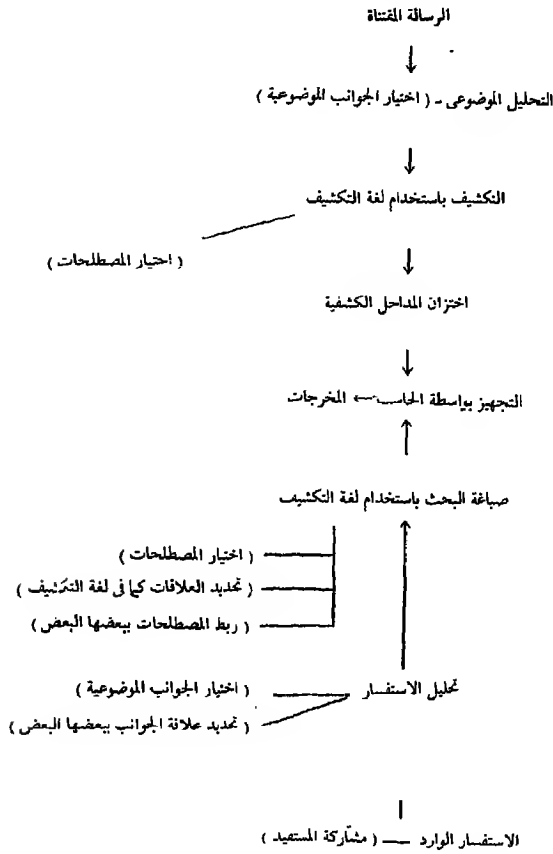 الرسالة المقتناة
التحليل الموضوعى - ( اختيار الجوانب الموضوعية )
التكشيف باستخدام لغة التكشيف
( اختيار المصطلحات )
اختزان المداخل الكشفية
التجهيز بواسطة الحاسب ← المخرجات
صياغة البحث باستخدام لغة التكشيف
( اختيار المصطلحات )
( تحديد العلاقات كما فى لغة التكشيف )
( ربط المصطلحات ببعضها البعض )
تحليل الاستفسار
( اختيار الجوانب الموضوعية )
( تحديد علاقة الجوانب ببعضها البعض )
الاستفسار الوارد — ( مشاركة المستفيد )